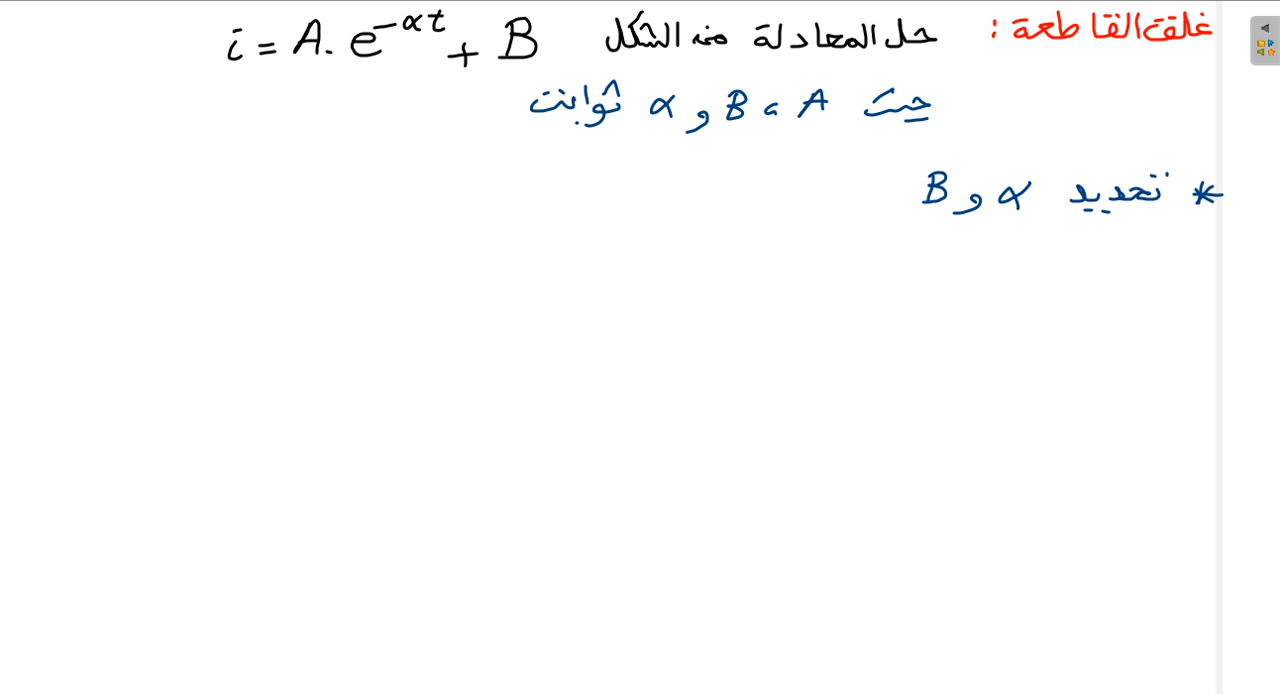 غلق القاطعة : حل المعادلة من الشكل i = A. e^{-αt} + B
حيث A ، B و α ثوابت
* تحديد α و B